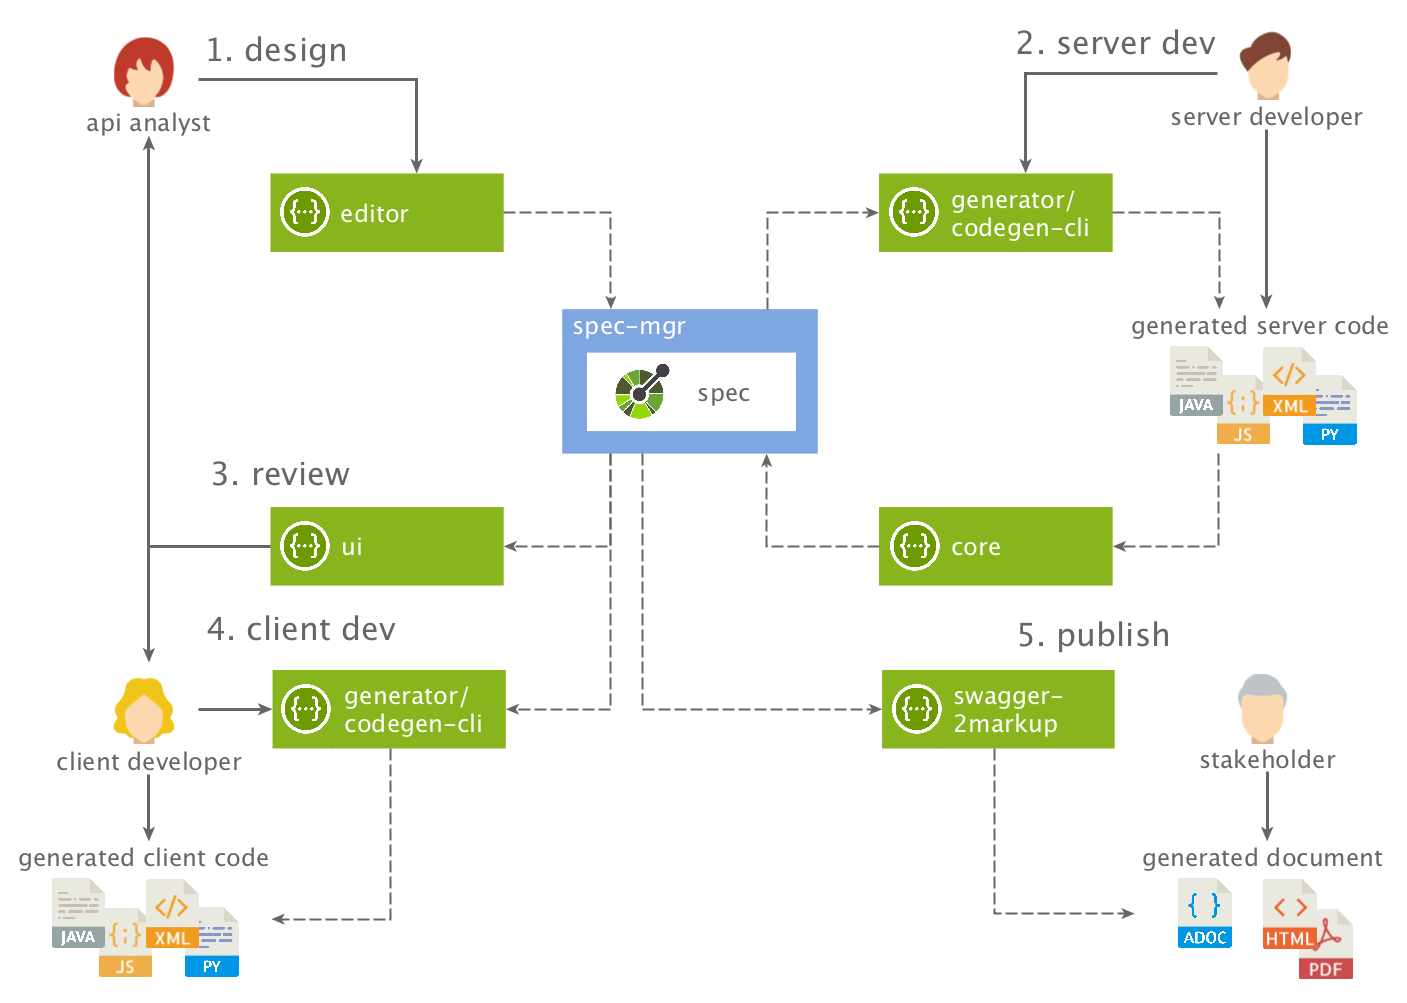 1. design
2. server dev
api analyst
server developer
editor
generator/
codegen-cli
spec-mgr
spec
generated server code
JAVA
XML
JS
PY
3. review
ui
core
4. client dev
5. publish
generator/
codegen-cli
swagger-
2markup
client developer
stakeholder
generated client code
generated document
JAVA
XML
JS
PY
ADOC
HTML
PDF